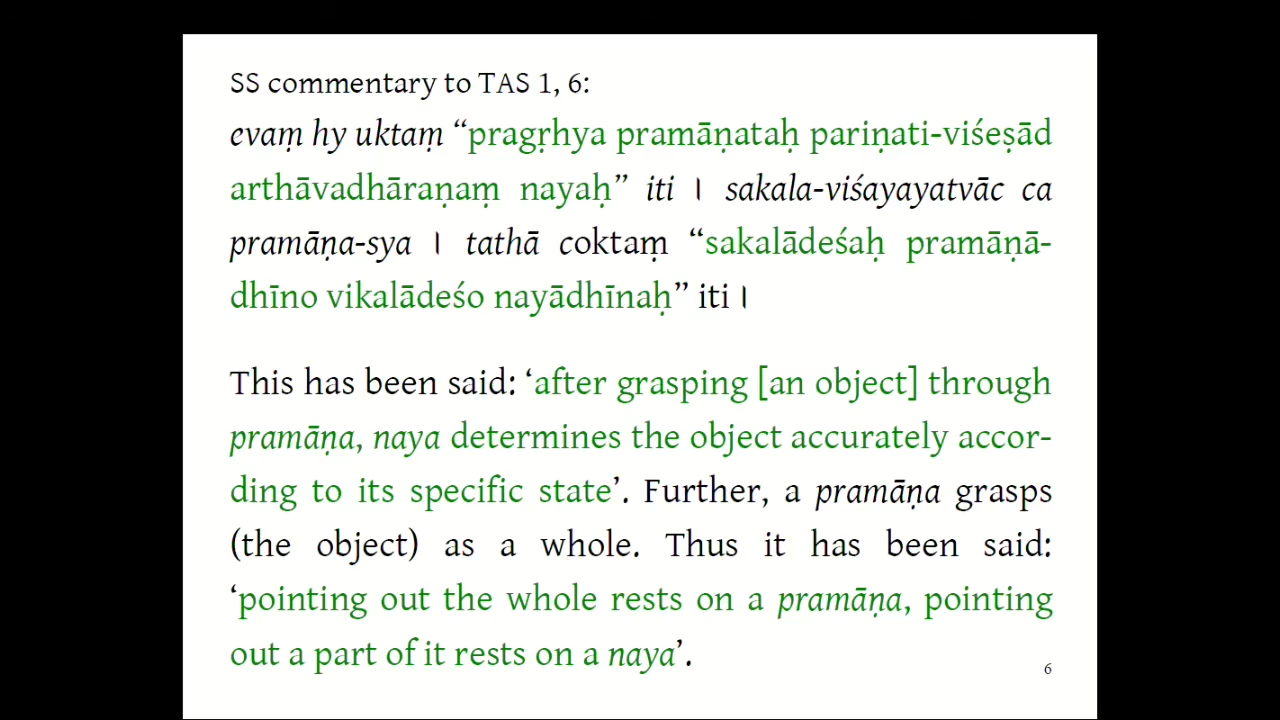 SS commentary to TAS 1, 6:
evaṃ hy uktaṃ “pragṛhya pramāṇataḥ pariṇati-viśeṣād
arthāvadhāraṇaṃ nayaḥ” iti । sakala-viśayayatvāc ca
pramāṇa-sya । tathā coktaṃ “sakalādeśaḥ pramāṇā-
dhīno vikalādeśo nayādhīnaḥ” iti ।
This has been said: ‘after grasping [an object] through
pramāṇa, naya determines the object accurately accor-
ding to its specific state’. Further, a pramāṇa grasps
(the object) as a whole. Thus it has been said:
‘pointing out the whole rests on a pramāṇa, pointing
out a part of it rests on a naya’.
6